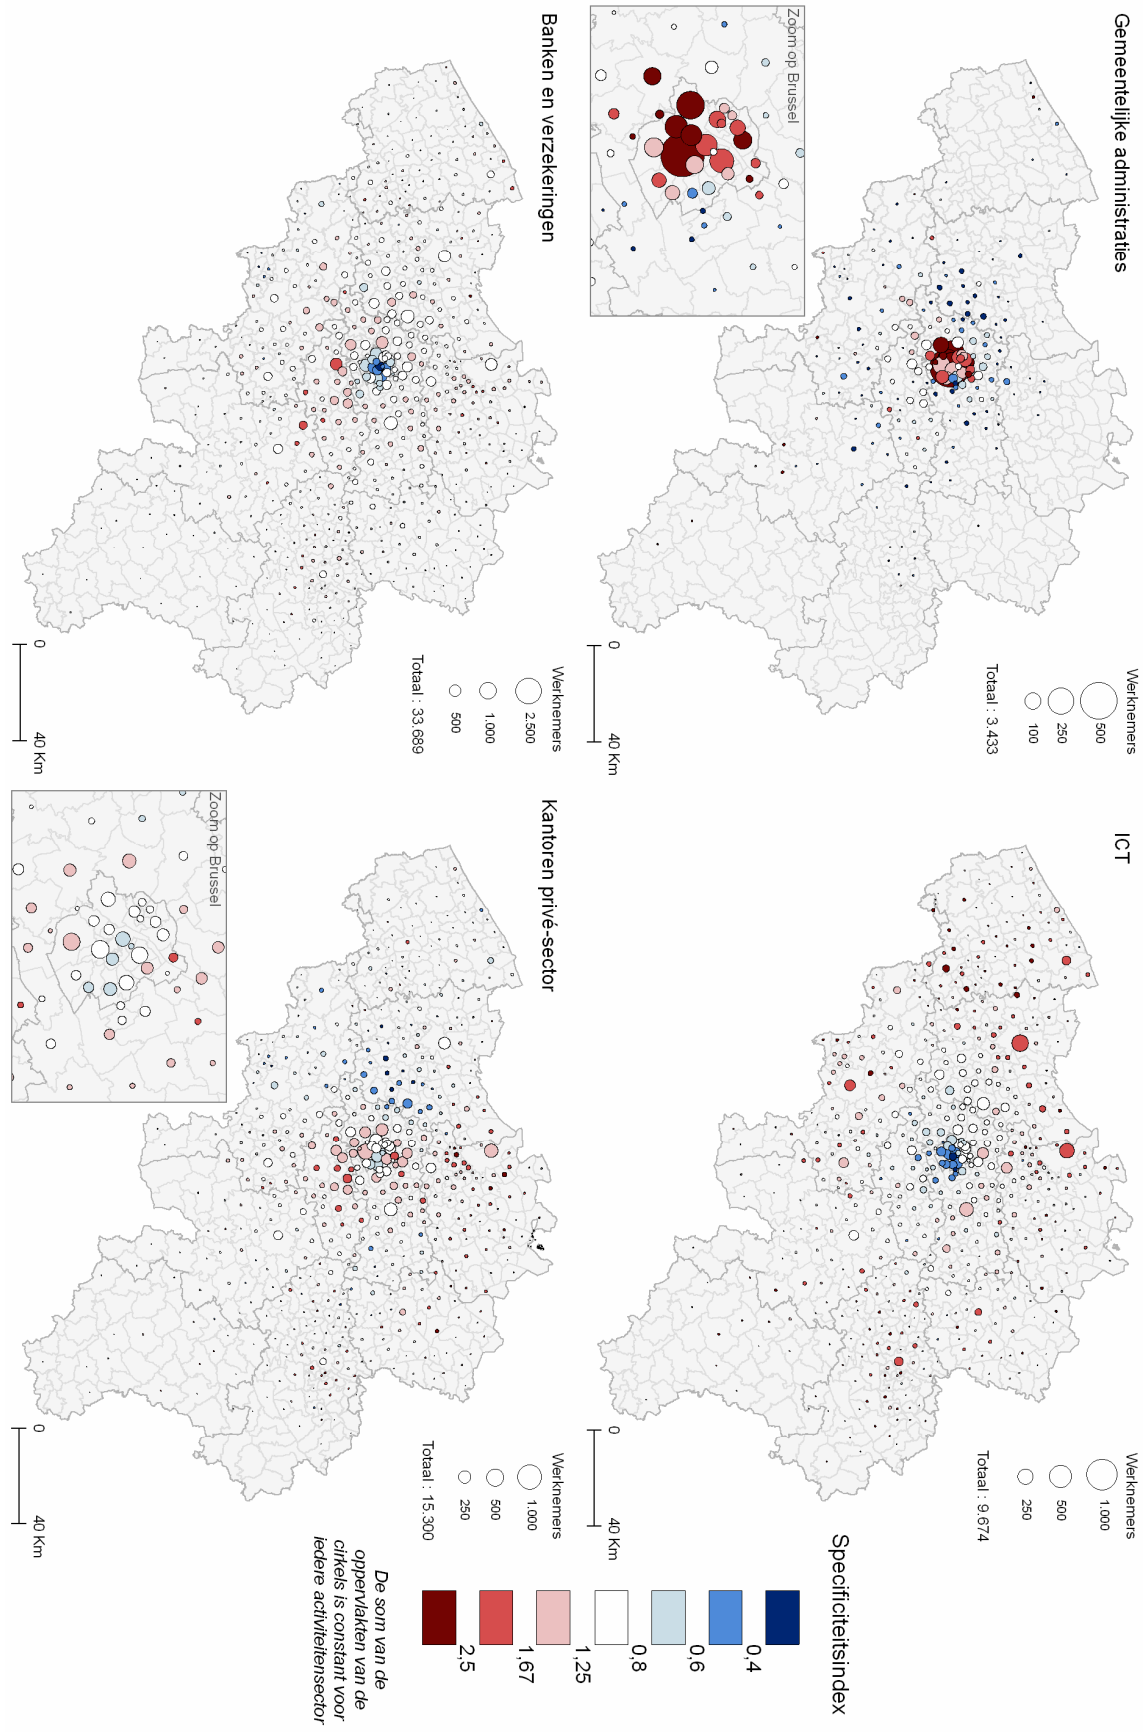 Gemeentelijke administraties
Zoom op Brussel
Werknemers
500
250
100
Totaal : 3.433
0
40 Km
ICT
Werknemers
1.000
500
250
Totaal : 9.674
0
40 Km
Banken en verzekeringen
Werknemers
2.500
1.000
500
Totaal : 33.689
0
40 Km
Kantoren privé-sector
Zoom op Brussel
Werknemers
1.000
500
250
Totaal : 15.300
0
40 Km
Specificiteitsindex
0,4
0,6
0,8
1,25
1,67
2,5
De som van de
oppervlakten van de
cirkels is constant voor
iedere activiteitensector